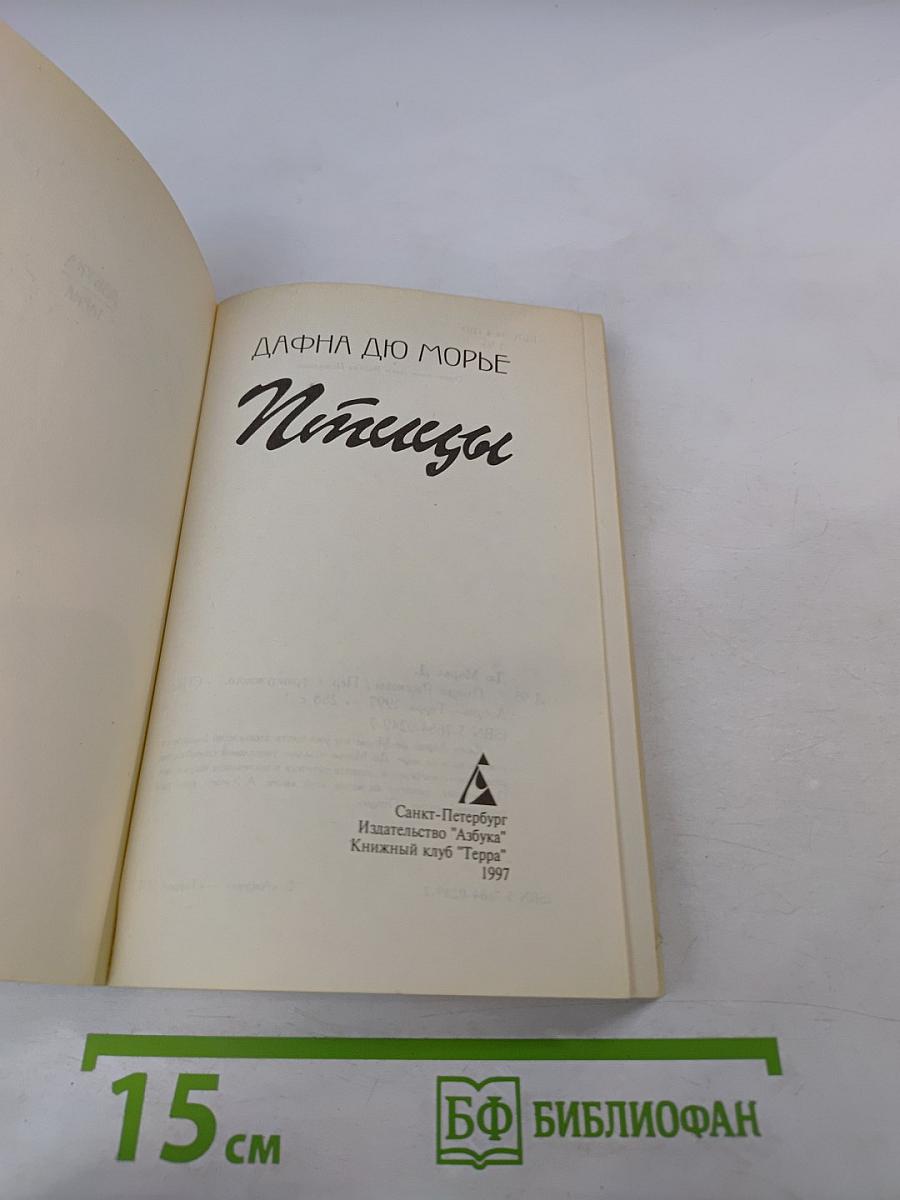 ДАФНА ДЮ МОРЬЕ
Птицы
Санкт-Петербург
Издательство "Азбука"
Книжный клуб "Терра"
1997
15 см
БФ БИБЛИОФАН